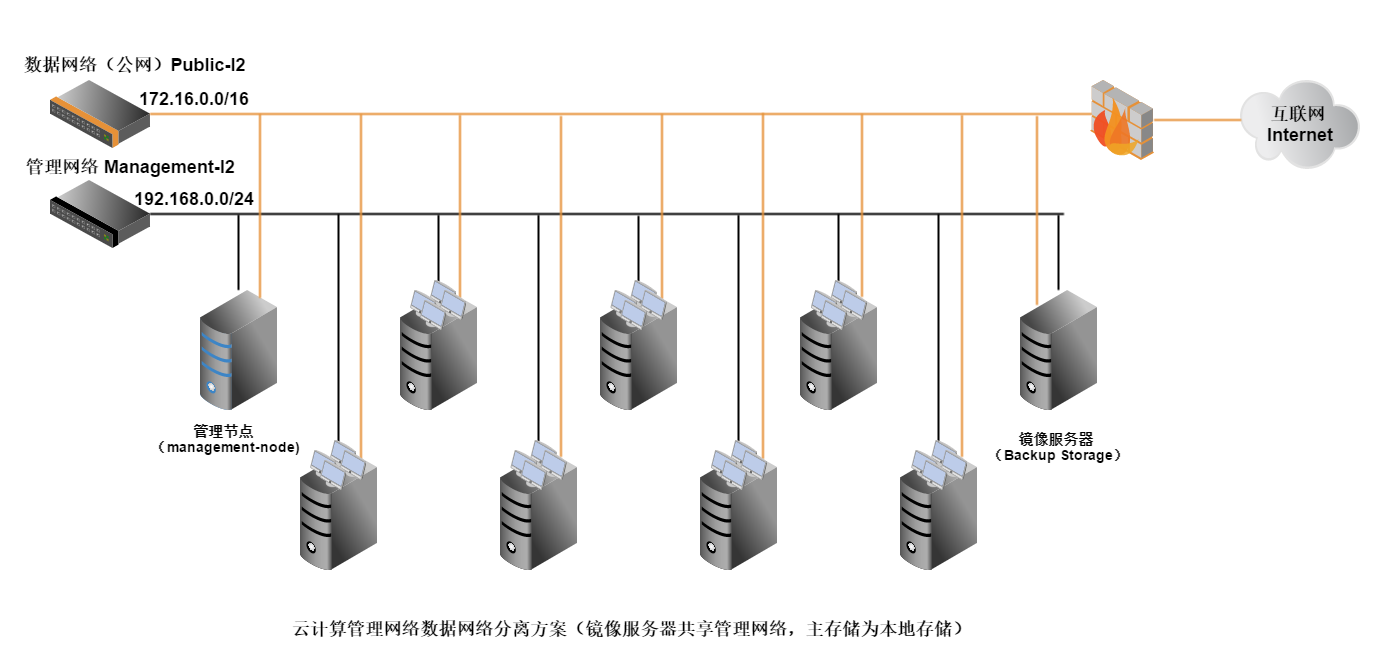 数据网络（公网）Public-l2
172.16.0.0/16
互联网
Internet
管理网络 Management-l2
192.168.0.0/24
管理节点
（management-node)
镜像服务器
（Backup Storage）
云计算管理网络数据网络分离方案（镜像服务器共享管理网络，主存储为本地存储）